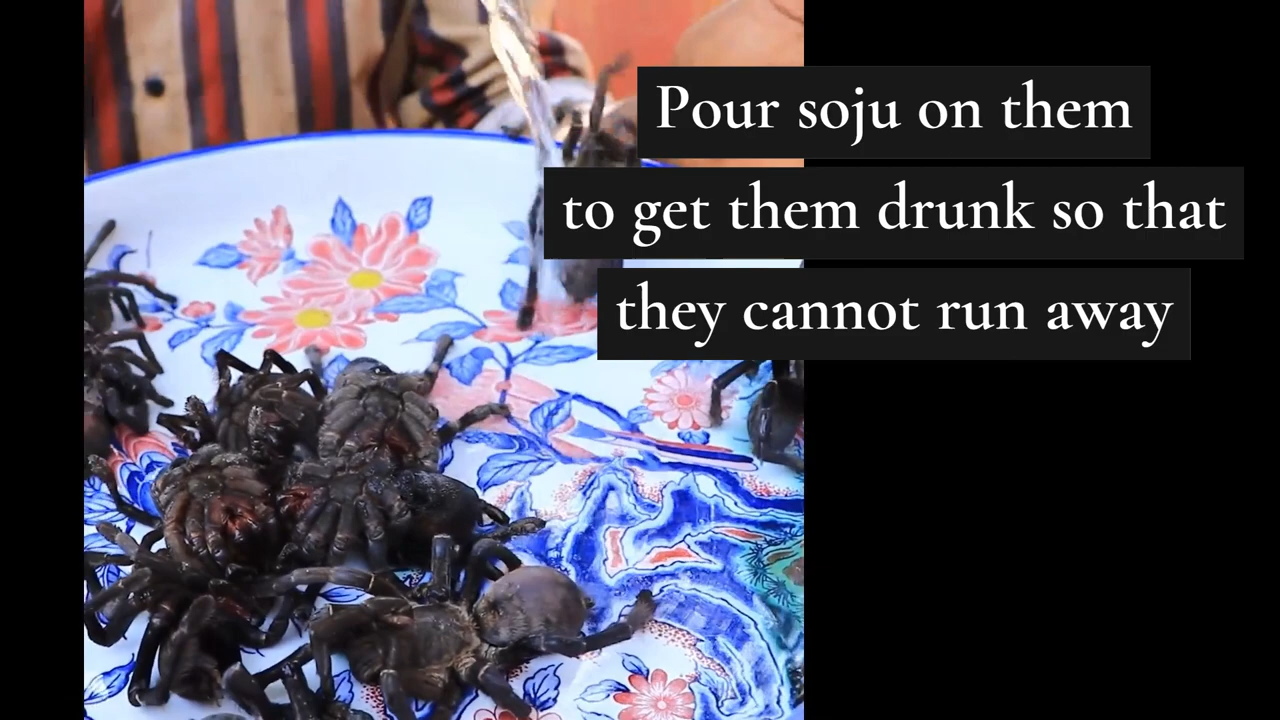 Pour soju on them
to get them drunk so that
they cannot run away